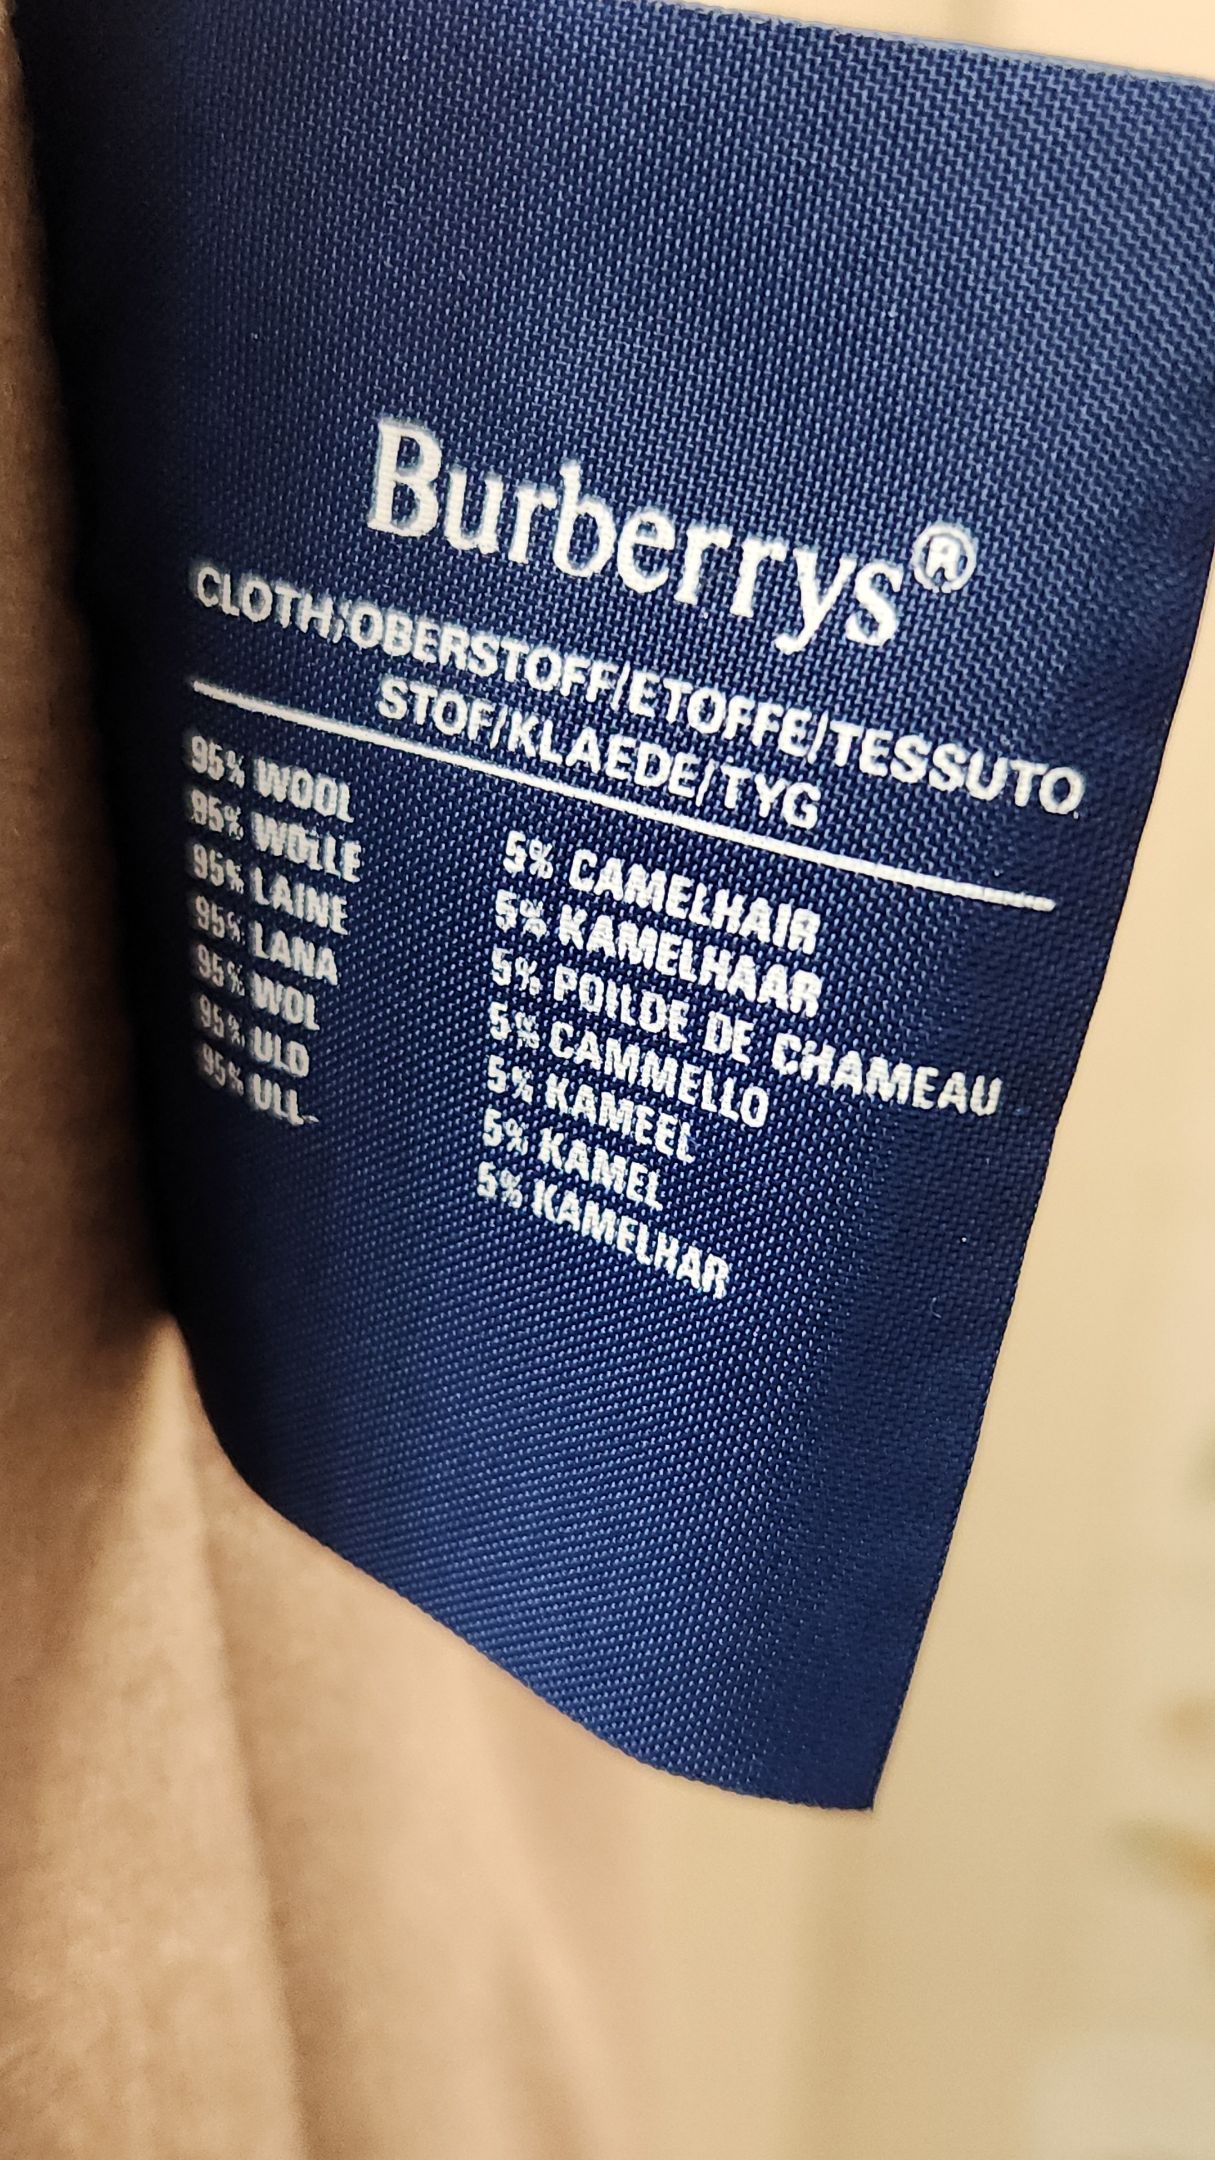 Burberrys®
CLOTH/OBERSTOFF/ETOFFE/TESSUTO
STOF/KLAEDE/TYG
95% WOOL 5% CAMELHAIR
95% WOLLE 5% KAMELHAAR
95% LAINE 5% POILDE DE CHAMEAU
95% LANA 5% CAMMELLO
95% WOL 5% KAMEEL
95% ULD 5% KAMEL
95% ULL 5% KAMELHAR